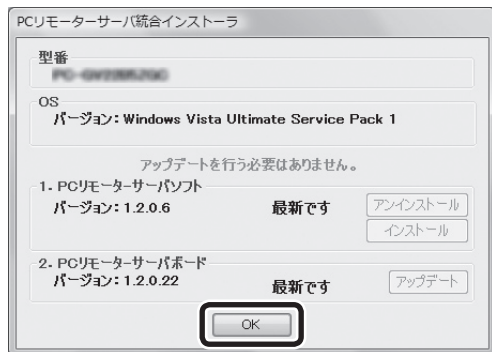 PCリモーターサーバ統合インストーラ
型番
OS
バージョン：Windows Vista Ultimate Service Pack 1
アップデートを行う必要はありません。
1. PCリモーターサーバソフト
バージョン：1.2.0.6 最新です アンインストール
インストール
2. PCリモーターサーバボード
バージョン：1.2.0.22 最新です アップデート
OK